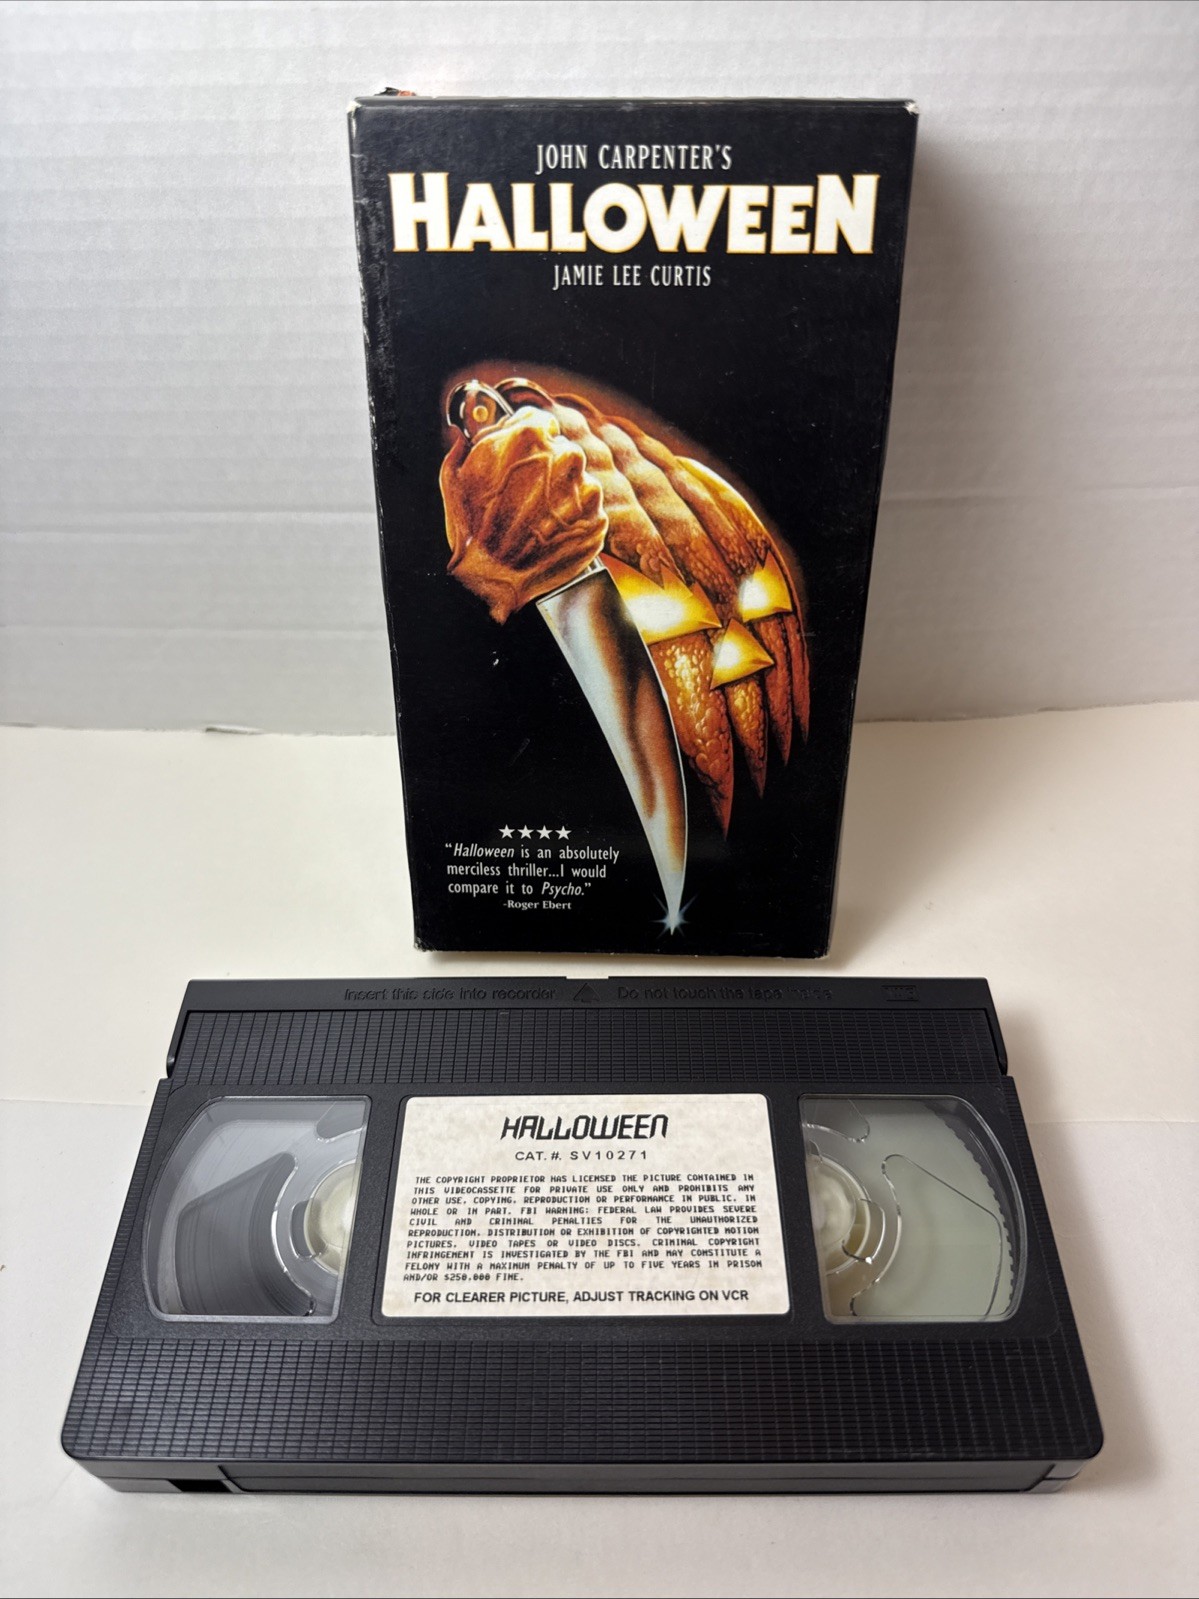 JOHN CARPENTER'S
HALLOWEEN
JAMIE LEE CURTIS
★★★★
"Halloween is an absolutely
merciless thriller...I would
compare it to Psycho."
-Roger Ebert
Insert this side into recorder. Do not touch the tape inside VHS
HALLOWEEN
CAT. #. SV10271
THE COPYRIGHT PROPRIETOR HAS LICENSED THE PICTURE CONTAINED IN
THIS VIDEOCASSETTE FOR PRIVATE USE ONLY AND PROHIBITS ANY
OTHER USE, COPYING, REPRODUCTION OR PERFORMANCE IN PUBLIC, IN
WHOLE OR IN PART. FBI WARNING: FEDERAL LAW PROVIDES SEVERE
CIVIL AND CRIMINAL PENALTIES FOR THE UNAUTHORIZED
REPRODUCTION, DISTRIBUTION OR EXHIBITION OF COPYRIGHTED MOTION
PICTURES, VIDEO TAPES OR VIDEO DISCS. CRIMINAL COPYRIGHT
INFRINGEMENT IS INVESTIGATED BY THE FBI AND MAY CONSTITUTE A
FELONY WITH A MAXIMUM PENALTY OF UP TO FIVE YEARS IN PRISON
AND/OR $250,000 FINE.
FOR CLEARER PICTURE, ADJUST TRACKING ON VCR